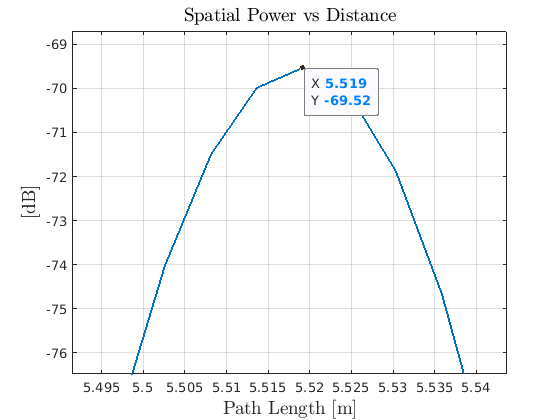 Spatial Power vs Distance
-69
-70
-71
-72
-73
-74
-75
-76
[dB]
X 5.519
Y -69.52
5.495 5.5 5.505 5.51 5.515 5.52 5.525 5.53 5.535 5.54
Path Length [m]